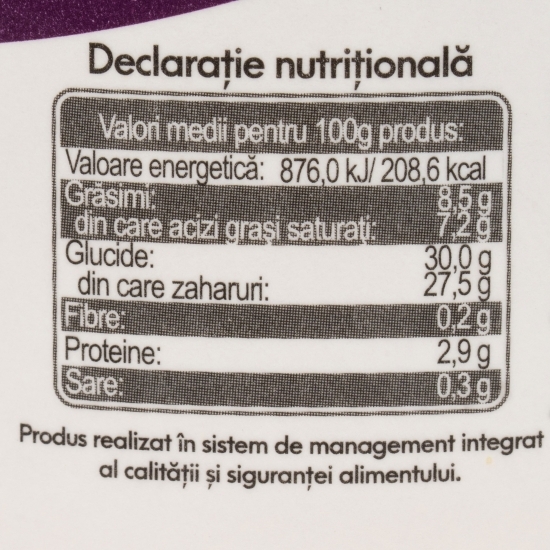 Declarație nutrițională
Valori medii pentru 100g produs:
Valoare energetică: 876,0 kJ/ 208,6 kcal
Grăsimi: 8,5 g
din care acizi grași saturați: 7,2 g
Glucide: 30,0 g
din care zaharuri: 27,5 g
Fibre: 0,2 g
Proteine: 2,9 g
Sare: 0,3 g
Produs realizat în sistem de management integrat
al calității și siguranței alimentului.